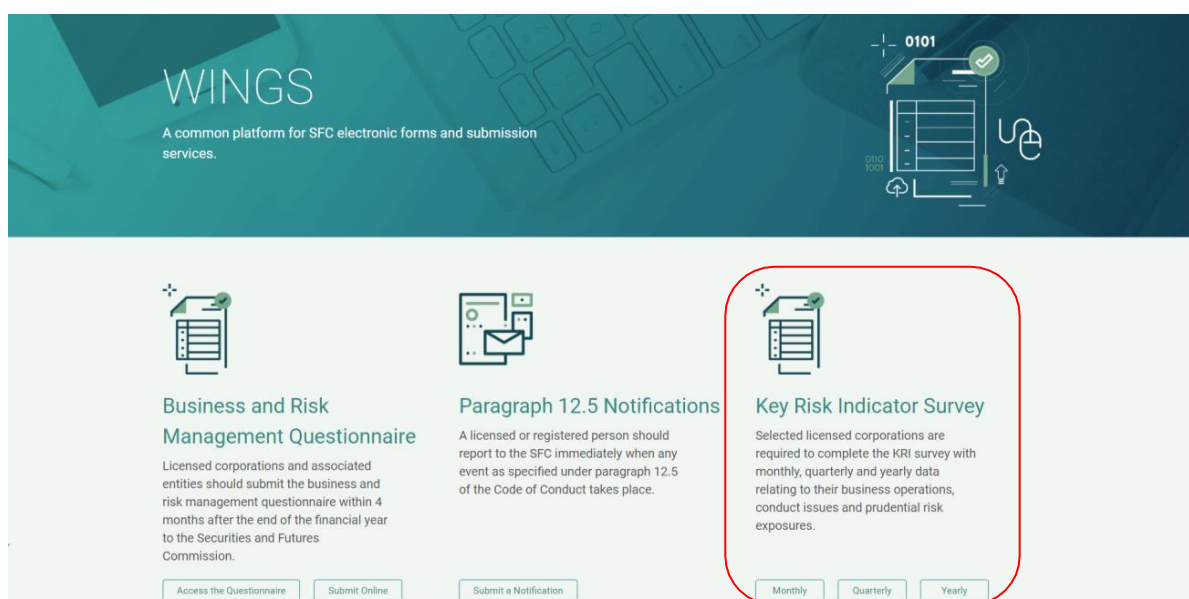 0101
WINGS
A common platform for SFC electronic forms and submission
services.
0110
1001
Business and Risk
Management Questionnaire
Licensed corporations and associated
entities should submit the business and
risk management questionnaire within 4
months after the end of the financial year
to the Securities and Futures
Commission.
Access the Questionnaire
Submit Online
Paragraph 12.5 Notifications
A licensed or registered person should
report to the SFC immediately when any
event as specified under paragraph 12.5
of the Code of Conduct takes place.
Submit a Notification
Key Risk Indicator Survey
Selected licensed corporations are
required to complete the KRI survey with
monthly, quarterly and yearly data
relating to their business operations,
conduct issues and prudential risk
exposures.
Monthly
Quarterly
Yearly